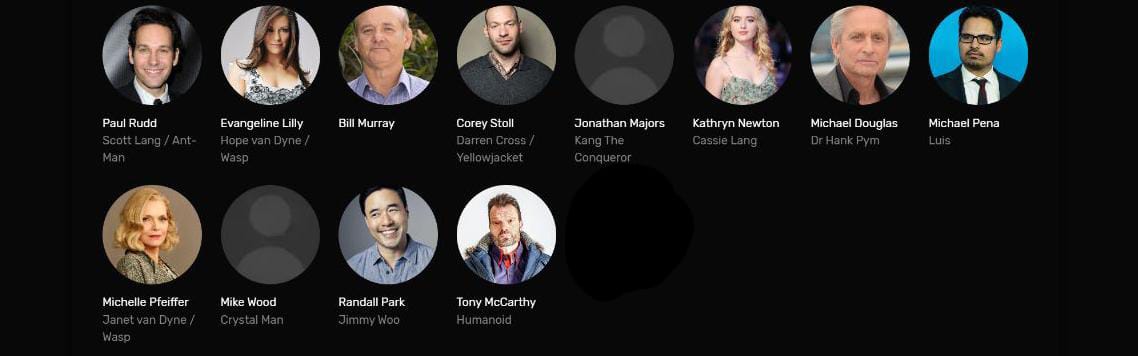 Paul Rudd
Scott Lang / Ant-
Man
Evangeline Lilly
Hope van Dyne /
Wasp
Bill Murray
Corey Stoll
Darren Cross /
Yellowjacket
Jonathan Majors
Kang The
Conqueror
Kathryn Newton
Cassie Lang
Michael Douglas
Dr Hank Pym
Michael Pena
Luis
Michelle Pfeiffer
Janet van Dyne /
Wasp
Mike Wood
Crystal Man
Randall Park
Jimmy Woo
Tony McCarthy
Humanoid